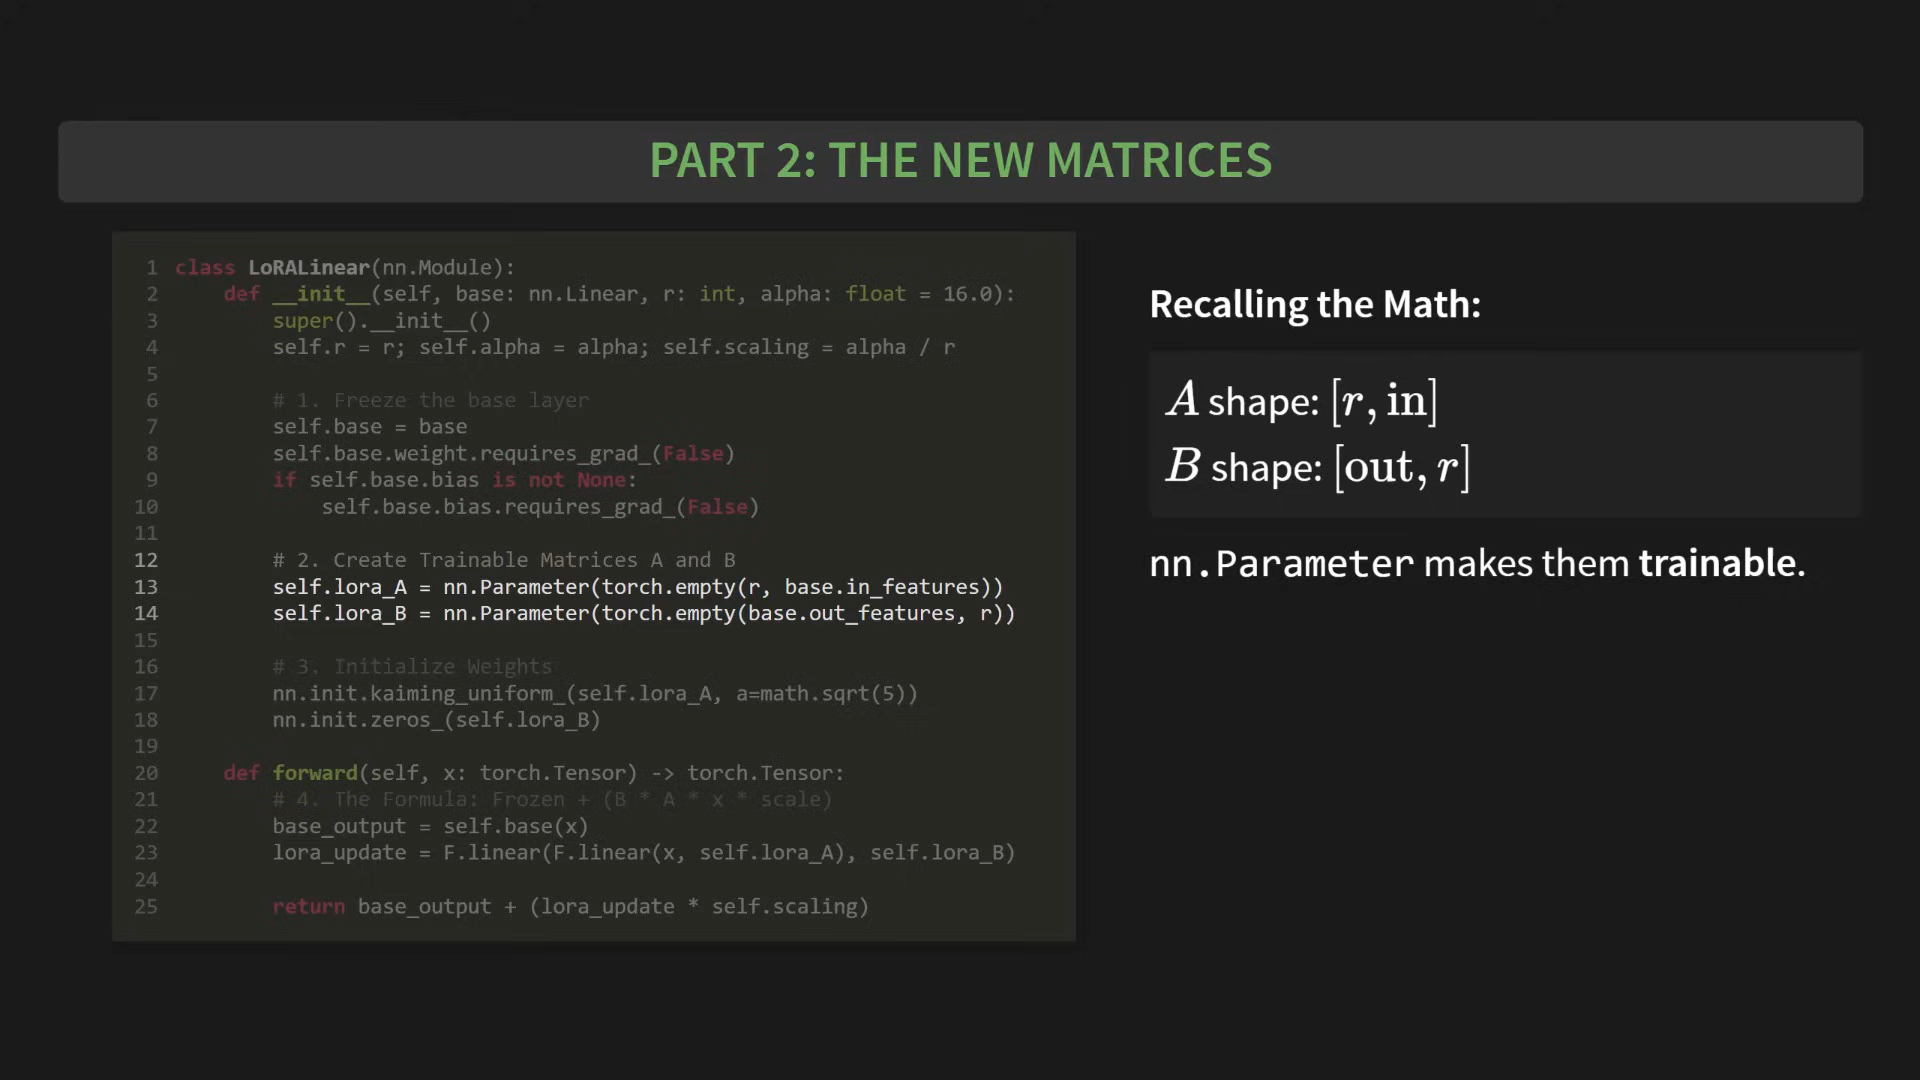 PART 2: THE NEW MATRICES
1 class LoRALinear(nn.Module):
2     def __init__(self, base: nn.Linear, r: int, alpha: float = 16.0):
3         super().__init__()
4         self.r = r; self.alpha = alpha; self.scaling = alpha / r
5
6         # 1. Freeze the base layer
7         self.base = base
8         self.base.weight.requires_grad_(False)
9         if self.base.bias is not None:
10             self.base.bias.requires_grad_(False)
11
12         # 2. Create Trainable Matrices A and B
13         self.lora_A = nn.Parameter(torch.empty(r, base.in_features))
14         self.lora_B = nn.Parameter(torch.empty(base.out_features, r))
15
16         # 3. Initialize Weights
17         nn.init.kaiming_uniform_(self.lora_A, a=math.sqrt(5))
18         nn.init.zeros_(self.lora_B)
19
20     def forward(self, x: torch.Tensor) -> torch.Tensor:
21         # 4. The Formula: Frozen + (B * A * x * scale)
22         base_output = self.base(x)
23         lora_update = F.linear(F.linear(x, self.lora_A), self.lora_B)
24
25         return base_output + (lora_update * self.scaling)
Recalling the Math:
A shape: [r, in]
B shape: [out, r]
nn.Parameter makes them trainable.